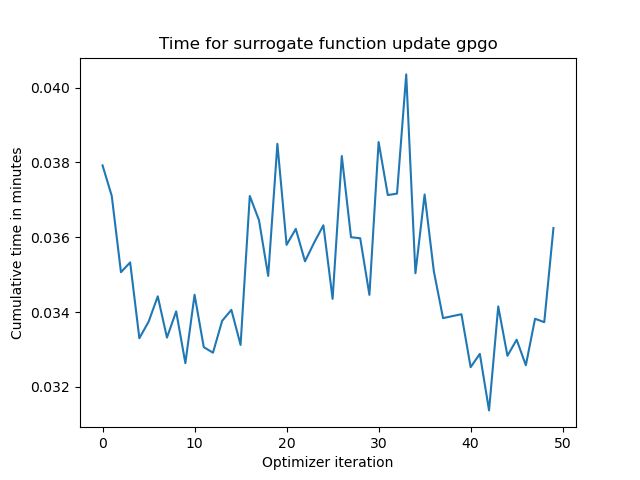 Time for surrogate function update gpgo
Cumulative time in minutes
0.040
0.038
0.036
0.034
0.032
0 10 20 30 40 50
Optimizer iteration